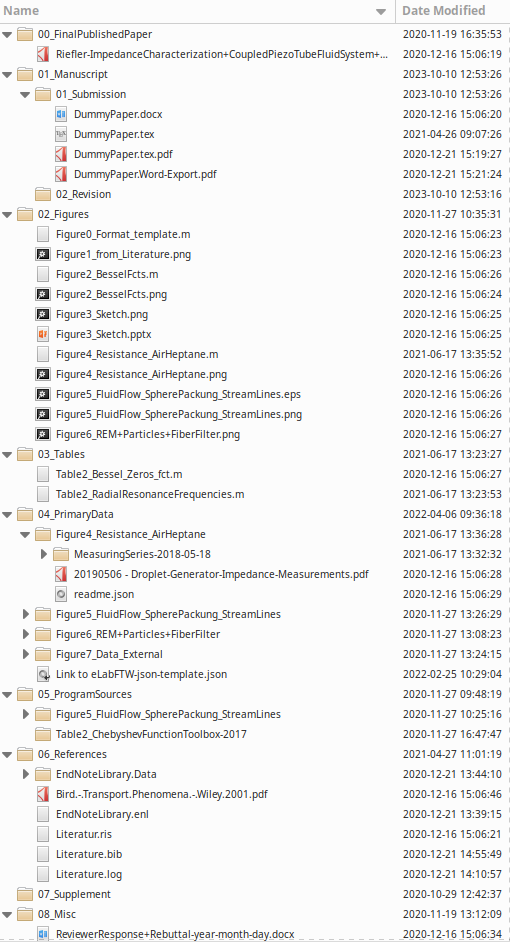 Name Date Modified
00_FinalPublishedPaper 2020-11-19 16:35:53
Riefler-ImpedanceCharacterization+CoupledPiezoTubeFluidSystem+... 2020-12-16 15:06:19
01_Manuscript 2023-10-10 12:53:26
01_Submission 2023-10-10 12:53:26
DummyPaper.docx 2020-12-16 15:06:20
DummyPaper.tex 2021-04-26 09:07:26
DummyPaper.tex.pdf 2020-12-21 15:19:27
DummyPaper.Word-Export.pdf 2020-12-21 15:21:24
02_Revision 2023-10-10 12:53:16
02_Figures 2020-11-27 10:35:31
Figure0_Format_template.m 2020-12-16 15:06:23
Figure1_from_Literature.png 2020-12-16 15:06:23
Figure2_BesselFcts.m 2020-12-16 15:06:26
Figure2_BesselFcts.png 2020-12-16 15:06:24
Figure3_Sketch.png 2020-12-16 15:06:25
Figure3_Sketch.pptx 2020-12-16 15:06:25
Figure4_Resistance_AirHeptane.m 2021-06-17 13:35:52
Figure4_Resistance_AirHeptane.png 2020-12-16 15:06:26
Figure5_FluidFlow_SpherePackung_StreamLines.eps 2020-12-16 15:06:26
Figure5_FluidFlow_SpherePackung_StreamLines.png 2020-12-16 15:06:26
Figure6_REM+Particles+FiberFilter.png 2020-12-16 15:06:27
03_Tables 2021-06-17 13:23:27
Table2_Bessel_Zeros_fct.m 2020-12-16 15:06:27
Table2_RadialResonanceFrequencies.m 2021-06-17 13:23:53
04_PrimaryData 2022-04-06 09:36:18
Figure4_Resistance_AirHeptane 2021-06-17 13:36:28
MeasuringSeries-2018-05-18 2021-06-17 13:32:32
20190506 - Droplet-Generator-Impedance-Measurements.pdf 2020-12-16 15:06:28
readme.json 2020-12-16 15:06:29
Figure5_FluidFlow_SpherePackung_StreamLines 2020-11-27 13:26:29
Figure6_REM+Particles+FiberFilter 2020-11-27 13:08:23
Figure7_Data_External 2020-11-27 13:24:15
Link to eLabFTW-json-template.json 2022-02-25 10:29:04
05_ProgramSources 2020-11-27 09:48:19
Figure5_FluidFlow_SpherePackung_StreamLines 2020-11-27 10:25:16
Table2_ChebyshevFunctionToolbox-2017 2020-11-27 16:47:47
06_References 2021-04-27 11:01:19
EndNoteLibrary.Data 2020-12-21 13:44:10
Bird.-.Transport.Phenomena.-.Wiley.2001.pdf 2020-12-16 15:06:46
EndNoteLibrary.enl 2020-12-21 13:39:15
Literatur.ris 2020-12-16 15:06:21
Literature.bib 2020-12-21 14:55:49
Literature.log 2020-12-21 14:10:57
07_Supplement 2020-10-29 12:42:37
08_Misc 2020-11-19 13:12:09
ReviewerResponse+Rebuttal-year-month-day.docx 2020-12-16 15:06:34